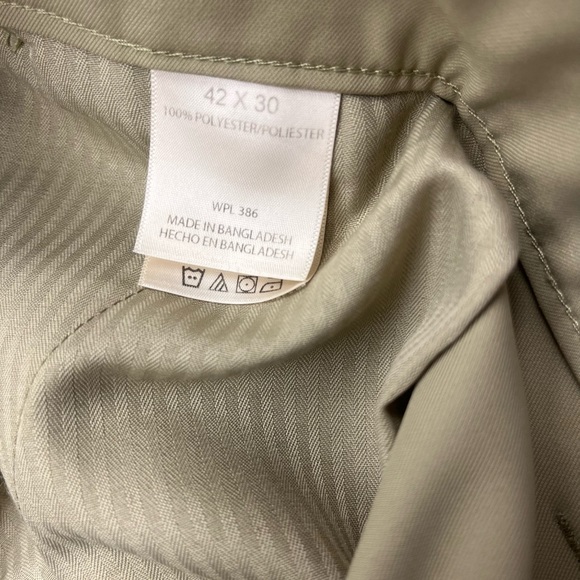 42 X 30
100% POLYESTER/POLIESTER
WPL 386
MADE IN BANGLADESH
HECHO EN BANGLADESH